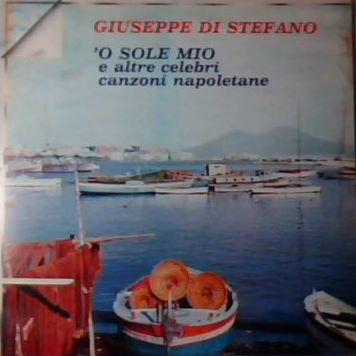 GIUSEPPE DI STEFANO
'O SOLE MIO
e altre celebri
canzoni napoletane